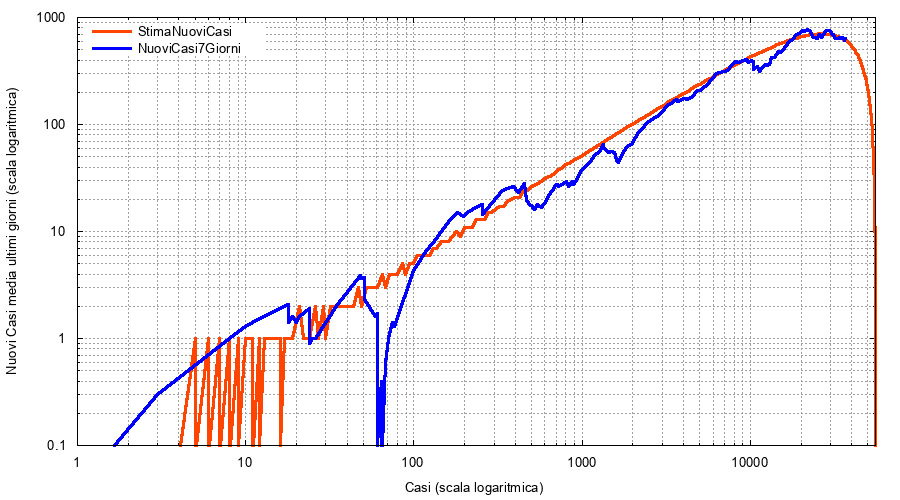 1000
StimaNuoviCasi
NuoviCasi7Giorni
100
10
1
0.1
Nuovi Casi media ultimi giorni (scala logaritmica)
1
10
100
1000
10000
Casi (scala logaritmica)